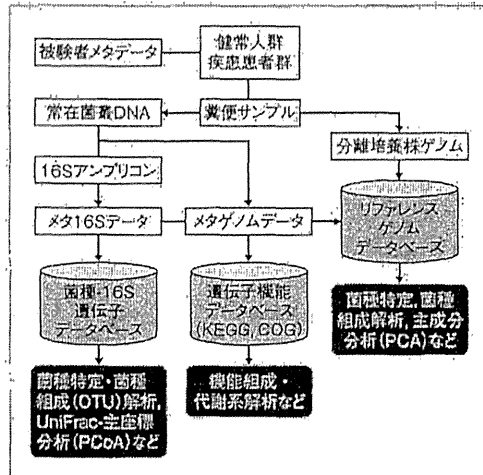 健常人群
疾患患者群
被験者メタデータ
常在菌叢DNA
糞便サンプル
分離培養株ゲノム
16Sアンプリコン
メタ16Sデータ
メタゲノムデータ
リファレンス
ゲノム
データベース
菌種・16S
遺伝子
データベース
遺伝子機能
データベース
(KEGG, COG)
菌種特定, 菌種
組成解析, 主成分
分析(PCA)など
菌種特定・菌種
組成(OTU)解析,
UniFrac-主座標
分析(PCoA)など
機能組成・
代謝系解析など